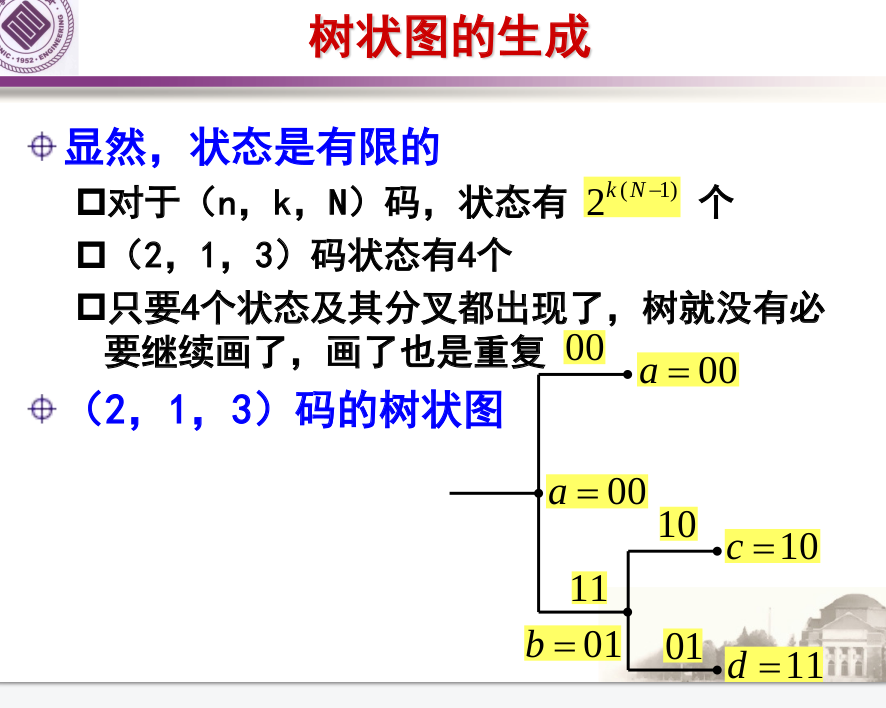 树状图的生成
显然，状态是有限的
对于（n，k，N）码，状态有 2^{k(N−1)} 个
（2，1，3）码状态有4个
只要4个状态及其分叉都出现了，树就没有必
要继续画了，画了也是重复
00
a = 00
（2，1，3）码的树状图
a = 00
10
c = 10
11
b = 01
01
d = 11